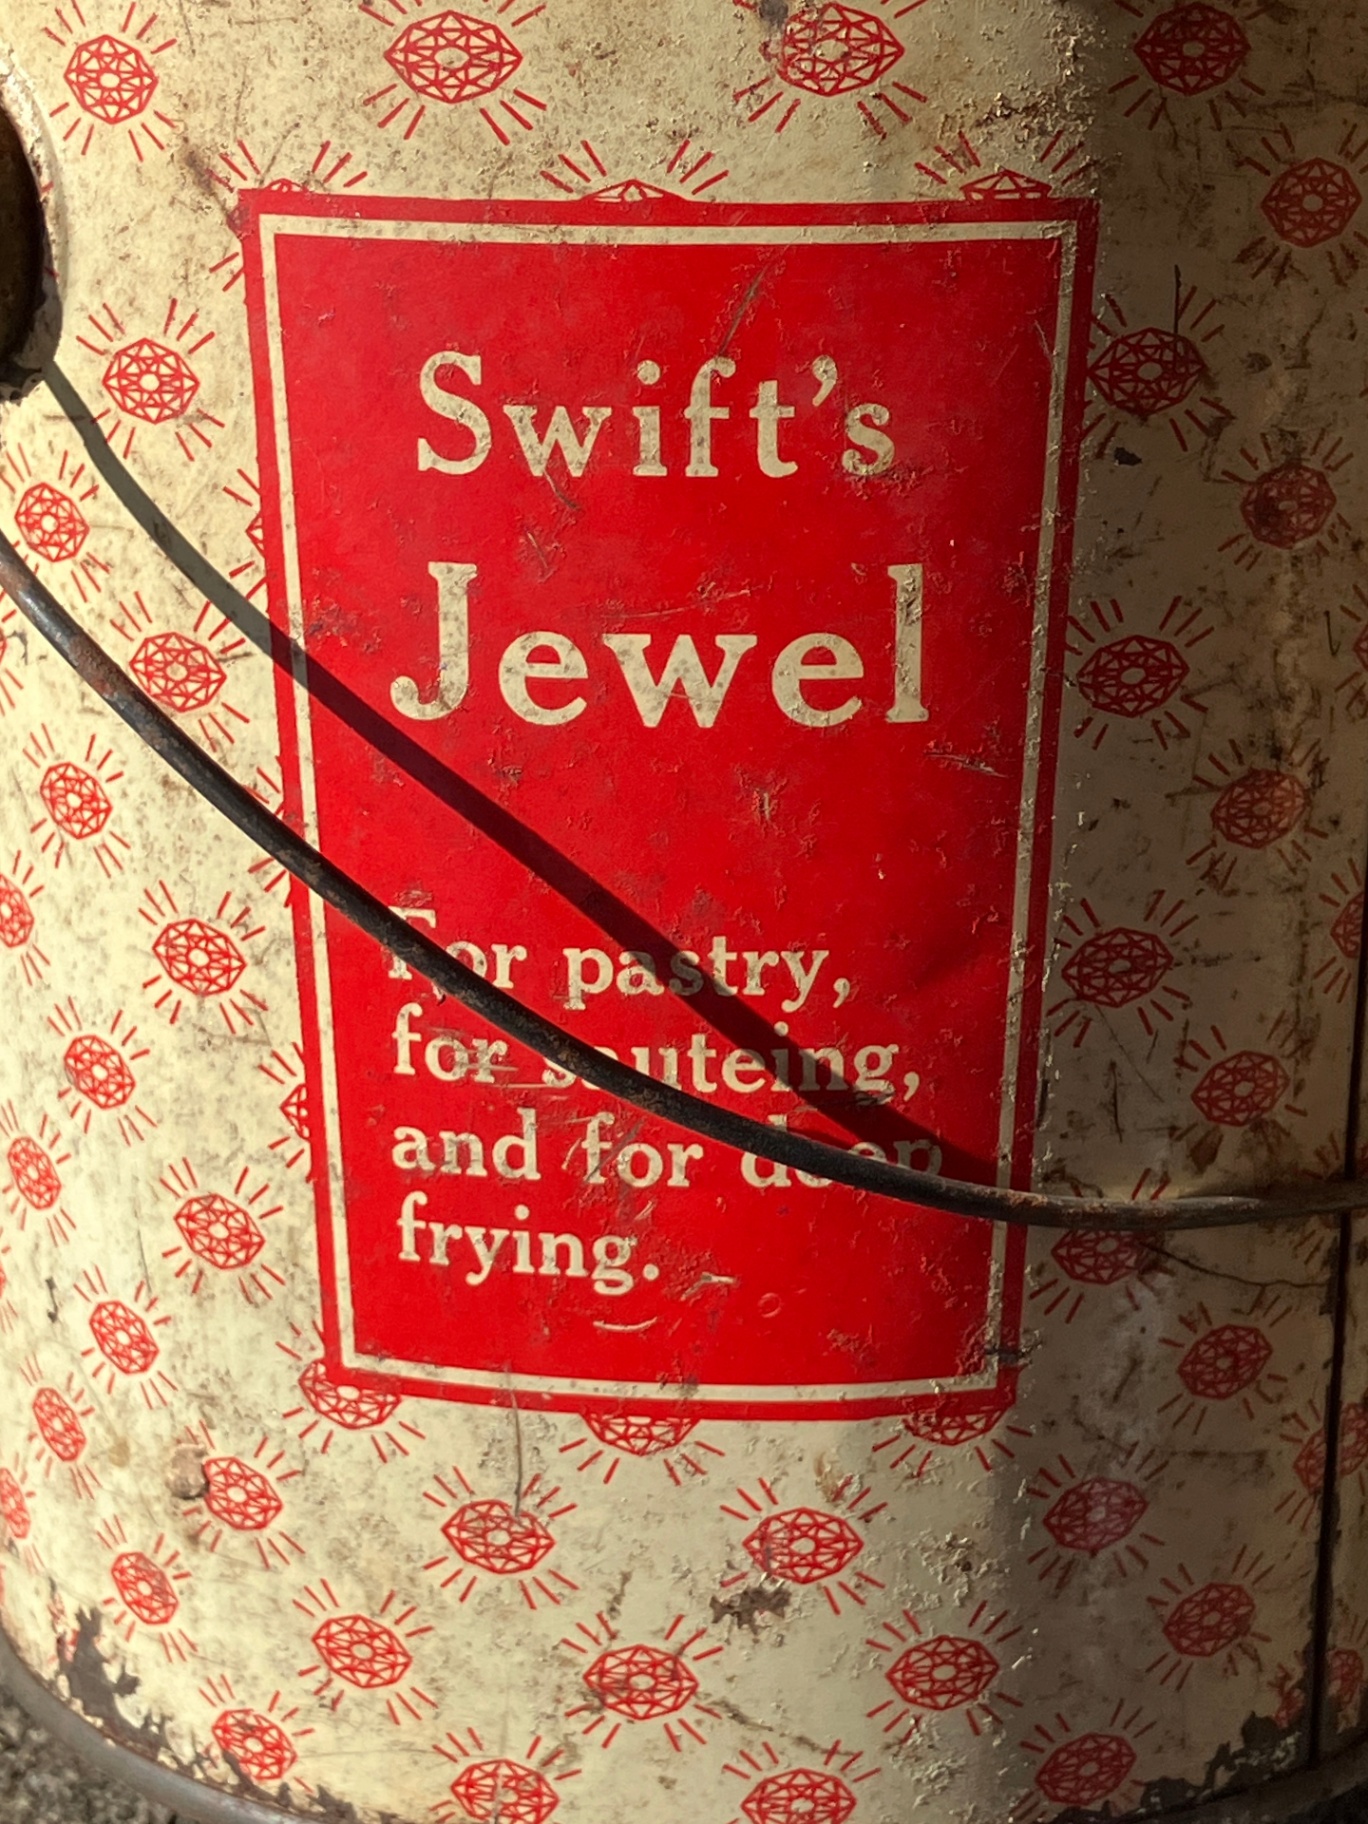 Swift's
Jewel
For pastry,
for sauteing,
and for deep
frying.